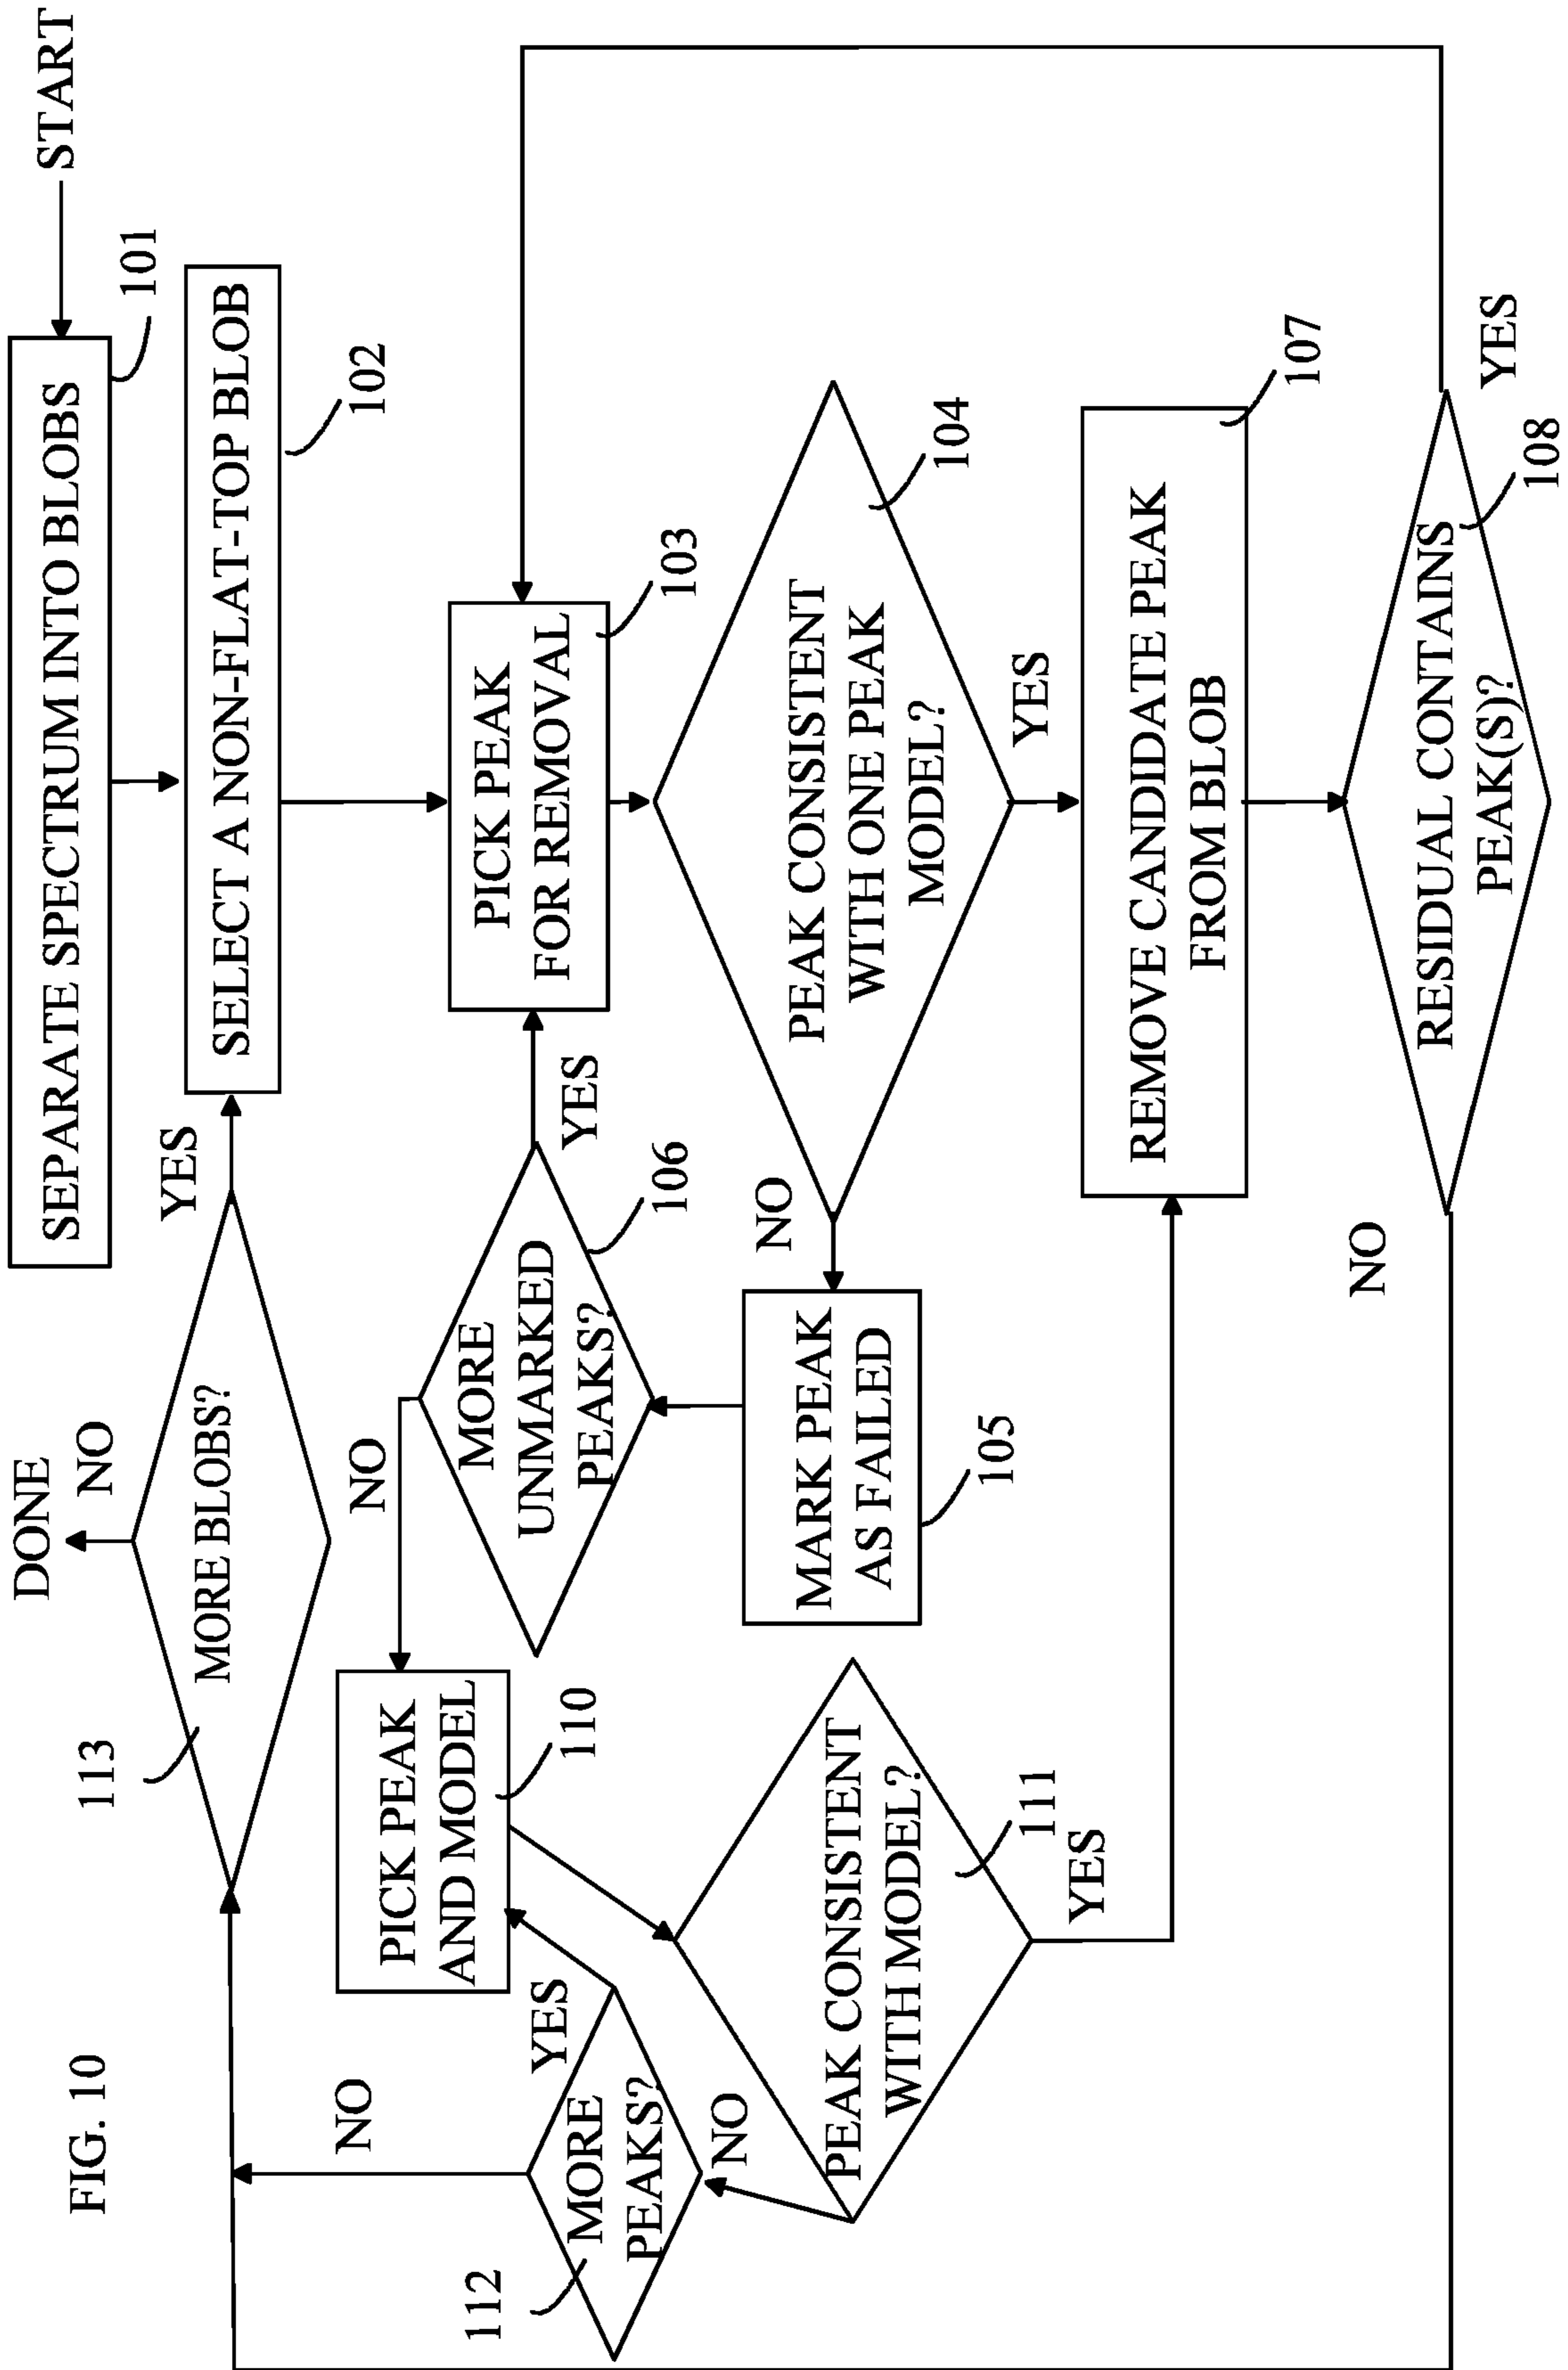 FIG. 10
START
SEPARATE SPECTRUM INTO BLOBS
101
DONE
NO
MORE BLOBS?
113
YES
SELECT A NON-FLAT-TOP BLOB
102
PICK PEAK
FOR REMOVAL
103
PEAK CONSISTENT
WITH ONE PEAK
MODEL?
104
NO
YES
MARK PEAK
AS FAILED
105
MORE
UNMARKED
PEAKS?
106
YES
NO
REMOVE CANDIDATE PEAK
FROM BLOB
107
RESIDUAL CONTAINS
PEAK(S)?
108
YES
NO
PICK PEAK
AND MODEL
110
PEAK CONSISTENT
WITH MODEL?
111
YES
NO
MORE
PEAKS?
112
YES
NO